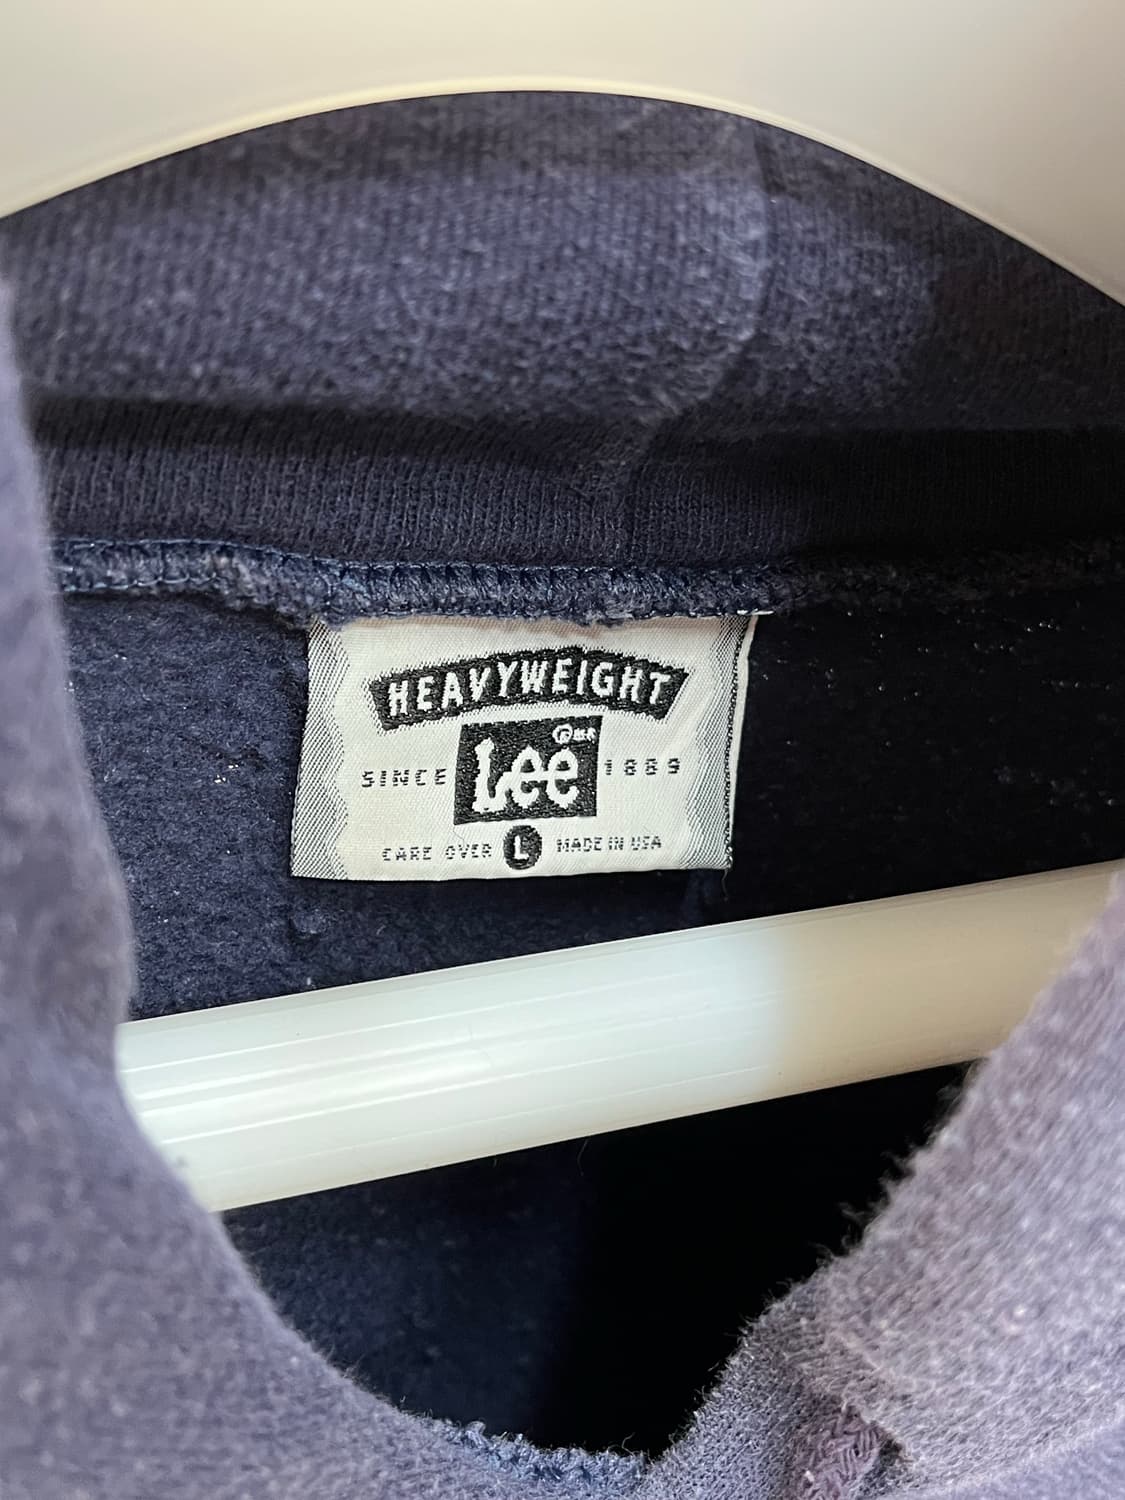 HEAVYWEIGHT
SINCE Lee ® 1889
CARE OVER L MADE IN USA